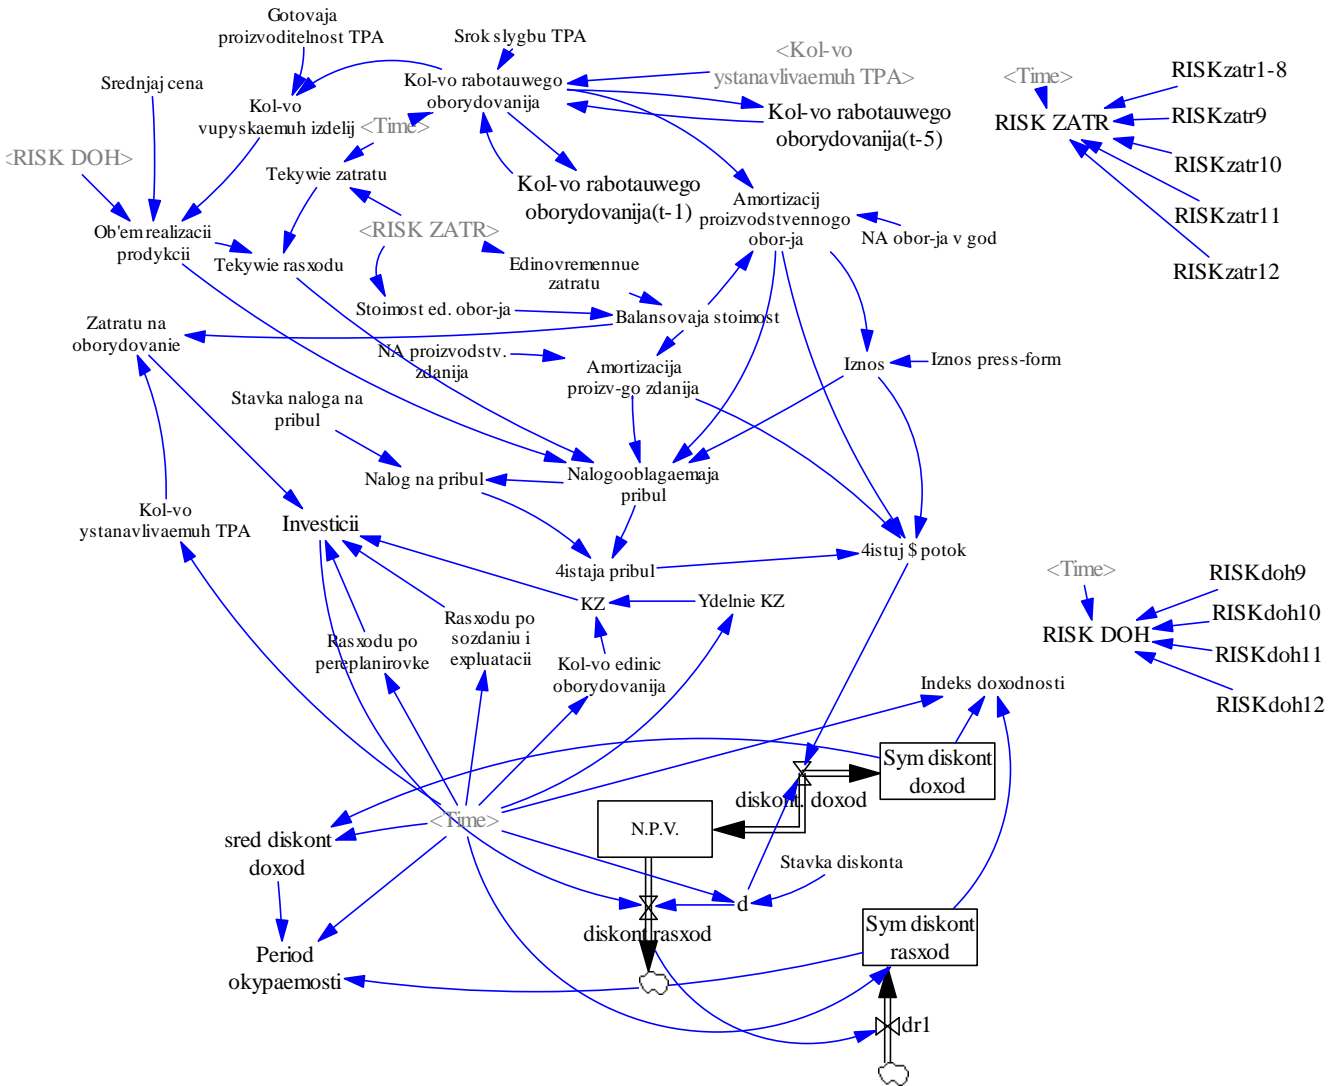 Gotovaja
proizvoditelnost TPA
Srok slygbu TPA
<Kol-vo
ystanavlivaemuh TPA>
<Time>
RISKzatr1-8
Srednjaj cena
Kol-vo rabotauwego
oborydovanija
Kol-vo
vupyskaemuh izdelij
<Time>
Kol-vo rabotauwego
oborydovanija(t-5)
RISK ZATR
RISKzatr9
<RISK DOH>
Tekywie zatratu
Kol-vo rabotauwego
oborydovanija(t-1)
RISKzatr10
Amortizacij
proizvodstvennogo
obor-ja
RISKzatr11
Ob'em realizacii
prodykcii
<RISK ZATR>
NA obor-ja v god
Tekywie rasxodu
Edinovremennue
zatratu
RISKzatr12
Stoimost ed. obor-ja
Balansovaja stoimost
Zatratu na
oborydovanie
NA proizvodstv.
zdanija
Amortizacija
proizv-go zdanija
Iznos
Iznos press-form
Stavka naloga na
pribul
Nalog na pribul
Nalogooblagaemaja
pribul
Kol-vo
ystanavlivaemuh TPA
Investicii
4istaja pribul
4istuj $ potok
<Time>
RISKdoh9
KZ
Ydelnie KZ
RISKdoh10
Rasxodu po
pereplanirovke
Rasxodu po
sozdaniu i
expluatacii
RISK DOH
RISKdoh11
Kol-vo edinic
oborydovanija
Indeks doxodnosti
RISKdoh12
Sym diskont
doxod
diskont. doxod
<Time>
N.P.V.
sred diskont
doxod
Stavka diskonta
d
diskont rasxod
Sym diskont
rasxod
Period
okypaemosti
dr1